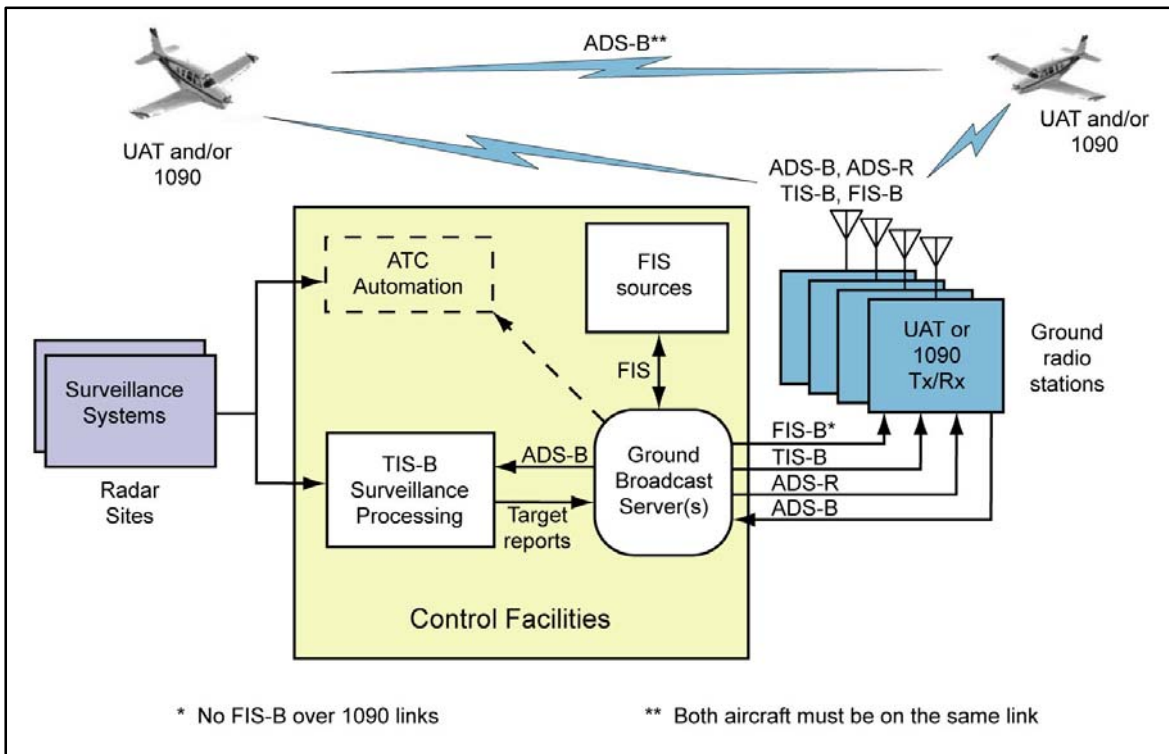 ADS-B**
UAT and/or
1090
UAT and/or
1090
ADS-B, ADS-R
TIS-B, FIS-B
ATC
Automation
FIS
sources
UAT or
1090
Tx/Rx
Ground
radio
stations
Surveillance
Systems
Radar
Sites
FIS
TIS-B
Surveillance
Processing
ADS-B
Target
reports
Ground
Broadcast
Server(s)
FIS-B*
TIS-B
ADS-R
ADS-B
Control Facilities
* No FIS-B over 1090 links
** Both aircraft must be on the same link